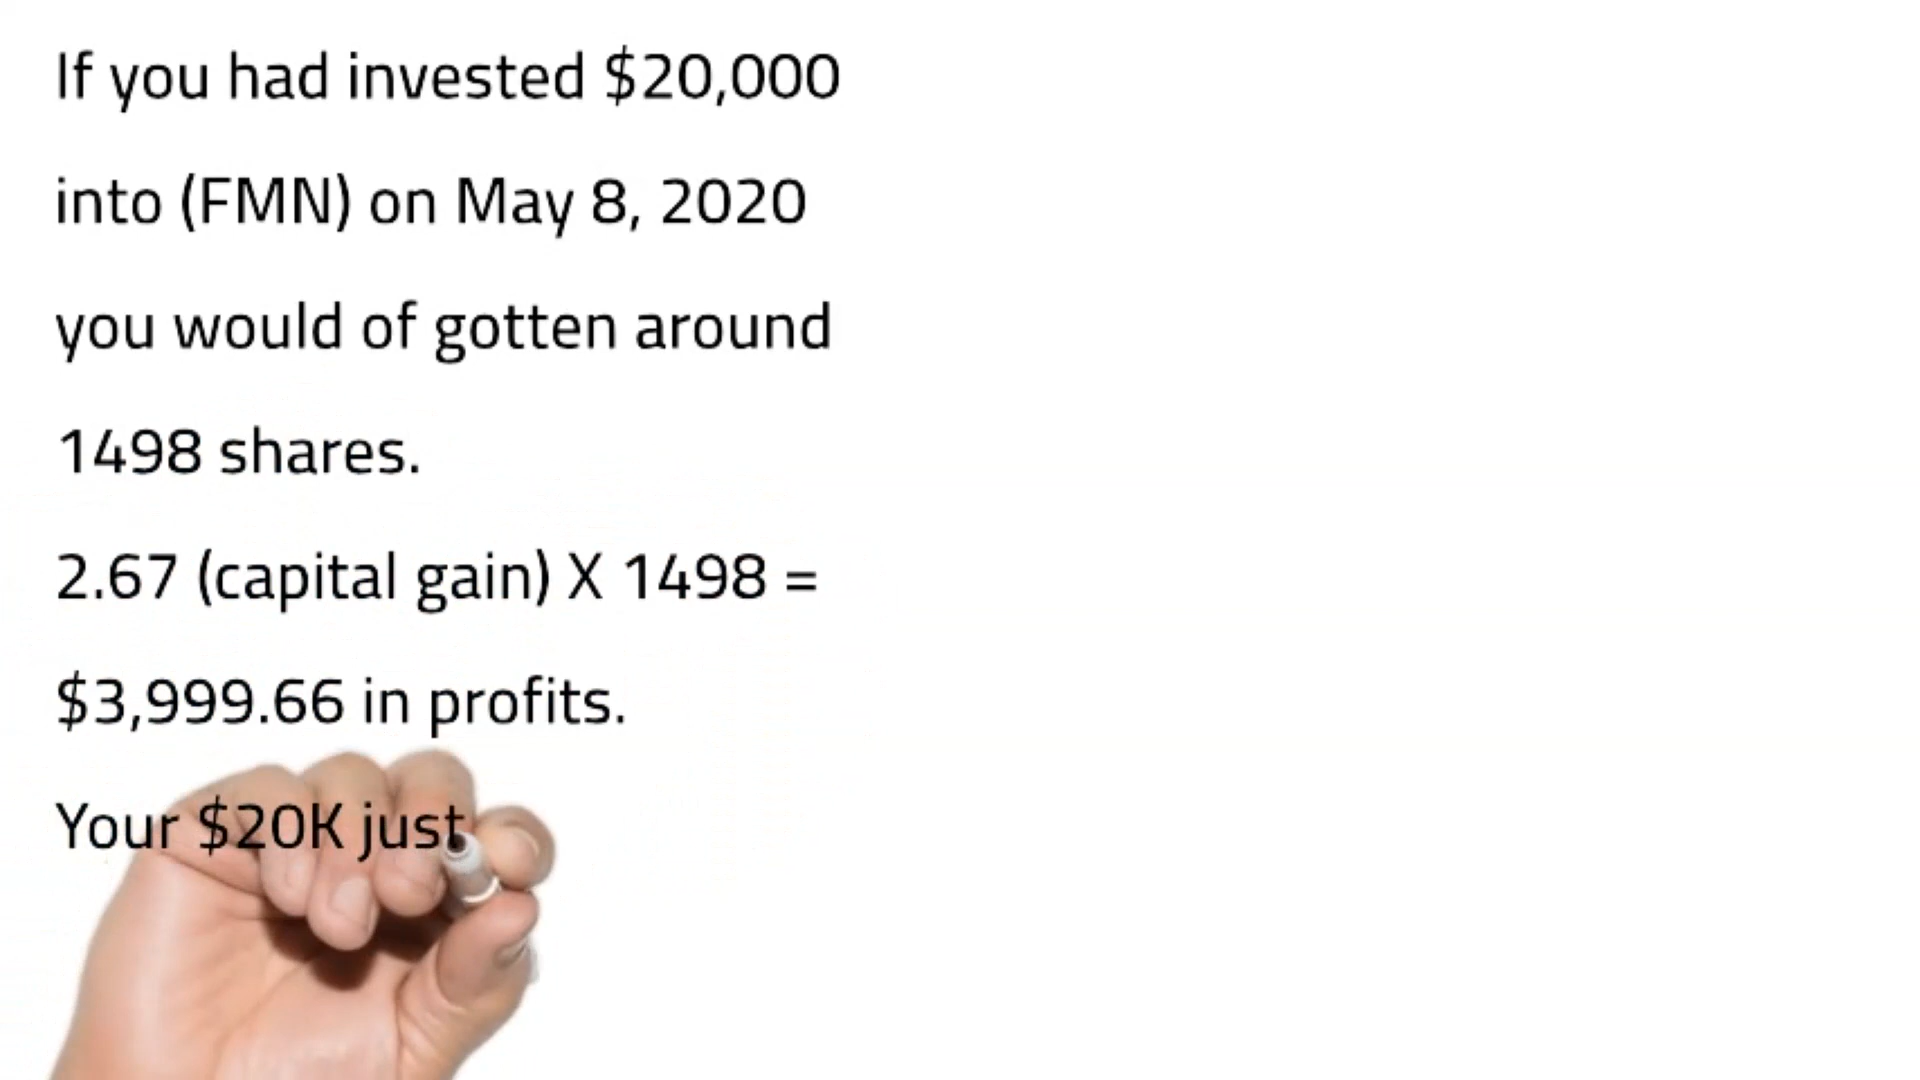 If you had invested $20,000
into (FMN) on May 8, 2020
you would of gotten around
1498 shares.
2.67 (capital gain) X 1498 =
$3,999.66 in profits.
Your $20K just